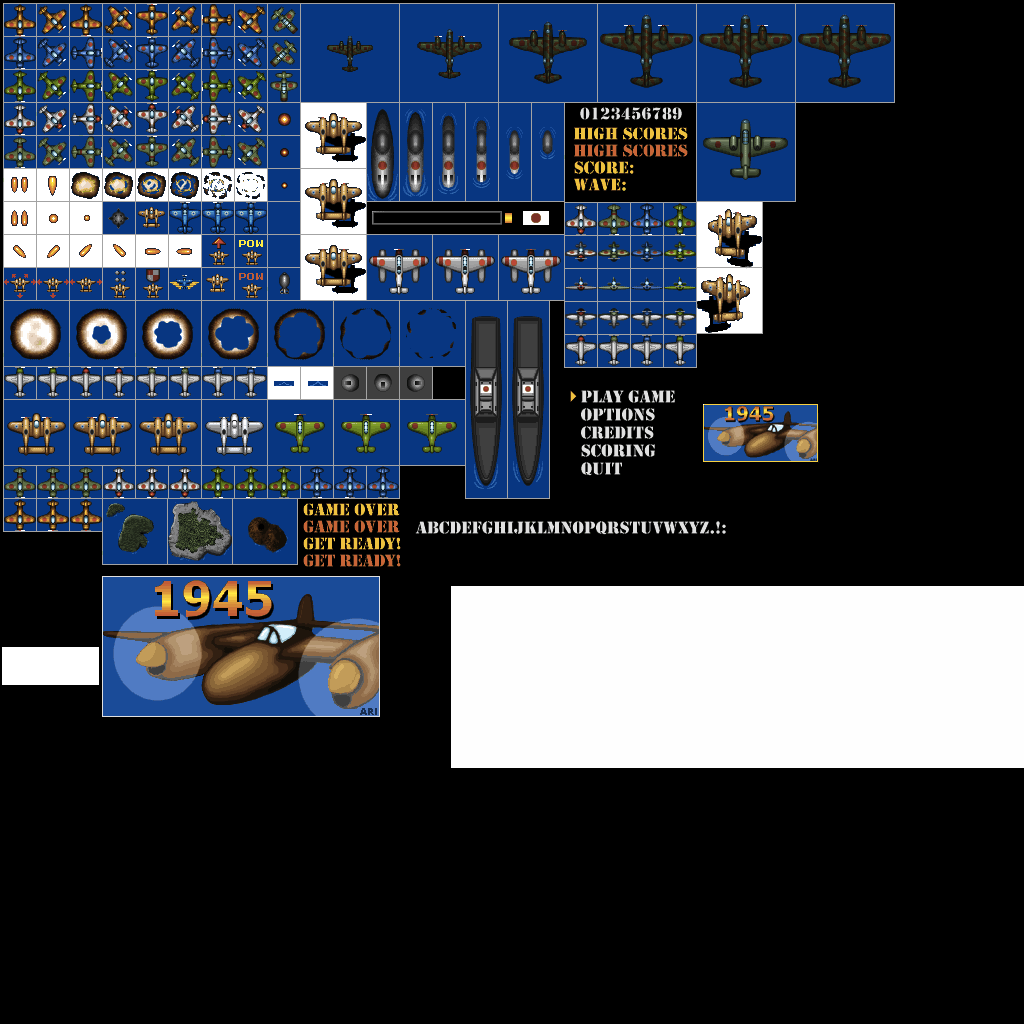 0123456789
HIGH SCORES
HIGH SCORES
SCORE:
WAVE:
POW
POW
PLAY GAME
OPTIONS
CREDITS
SCORING
QUIT
1945
GAME OVER
GAME OVER
GET READY!
GET READY!
ABCDEFGHIJKLMNOPQRSTUVWXYZ.!:
1945
ARI